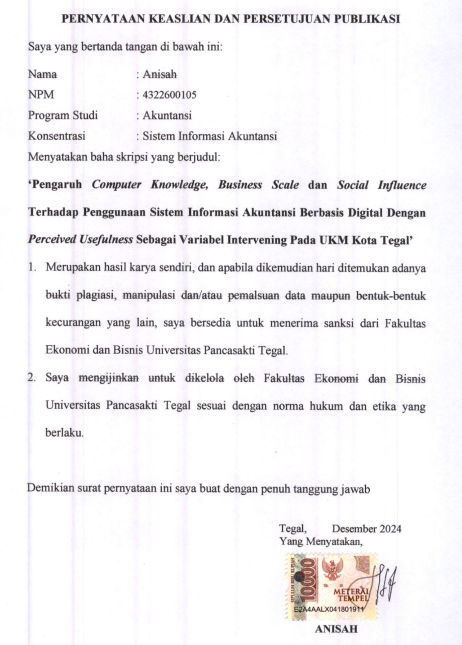 PERNYATAAN KEASLIAN DAN PERSETUJUAN PUBLIKASI
Saya yang bertanda tangan di bawah ini:
Nama : Anisah
NPM : 4322600105
Program Studi : Akuntansi
Konsentrasi : Sistem Informasi Akuntansi
Menyatakan baha skripsi yang berjudul:
‘Pengaruh Computer Knowledge, Business Scale dan Social Influence
Terhadap Penggunaan Sistem Informasi Akuntansi Berbasis Digital Dengan
Perceived Usefulness Sebagai Variabel Intervening Pada UKM Kota Tegal’
1. Merupakan hasil karya sendiri, dan apabila dikemudian hari ditemukan adanya
bukti plagiasi, manipulasi dan/atau pemalsuan data maupun bentuk-bentuk
kecurangan yang lain, saya bersedia untuk menerima sanksi dari Fakultas
Ekonomi dan Bisnis Universitas Pancasakti Tegal.
2. Saya mengijinkan untuk dikelola oleh Fakultas Ekonomi dan Bisnis
Universitas Pancasakti Tegal sesuai dengan norma hukum dan etika yang
berlaku.
Demikian surat pernyataan ini saya buat dengan penuh tanggung jawab
Tegal, Desember 2024
Yang Menyatakan,
10000
METERAI
TEMPEL
E2A4AALX041801911
ANISAH